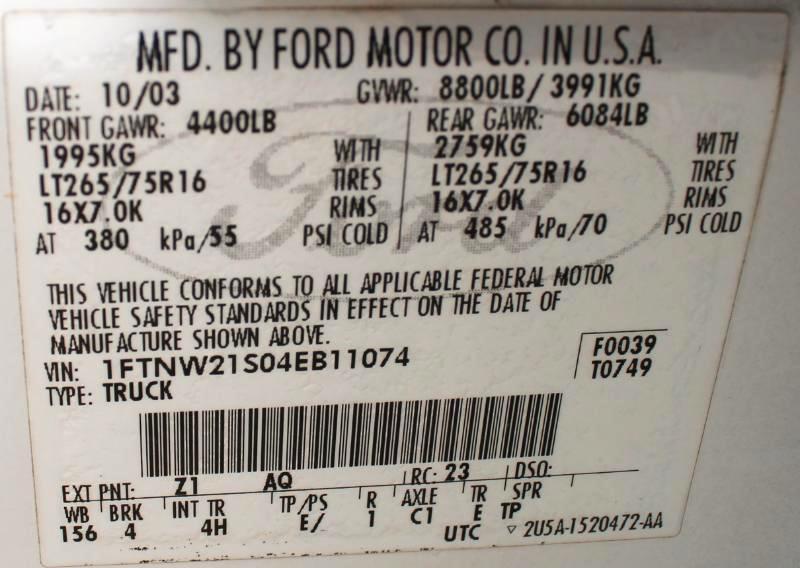 MFD. BY FORD MOTOR CO. IN U.S.A.
DATE: 10/03 GVWR: 8800LB/ 3991KG
FRONT GAWR: 4400LB REAR GAWR: 6084LB
1995KG WITH 2759KG WITH
LT265/75R16 TIRES LT265/75R16 TIRES
16X7.0K RIMS 16X7.0K RIMS
AT 380 kPa/55 PSI COLD AT 485 kPa/70 PSI COLD
Ford
THIS VEHICLE CONFORMS TO ALL APPLICABLE FEDERAL MOTOR
VEHICLE SAFETY STANDARDS IN EFFECT ON THE DATE OF
MANUFACTURE SHOWN ABOVE.
VIN: 1FTNW21S04EB11074 F0039
TYPE: TRUCK T0749
EXT PNT: Z1 AQ RC: 23 DSO:
WB BRK INT TR TP/PS R AXLE TR SPR
156 4 4H E/ 1 C1 E TP
UTC ▽ 2U5A-1520472-AA